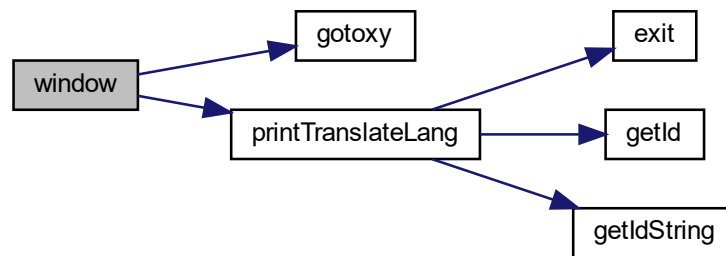 gotoxy
exit
window
printTranslateLang
getId
getIdString